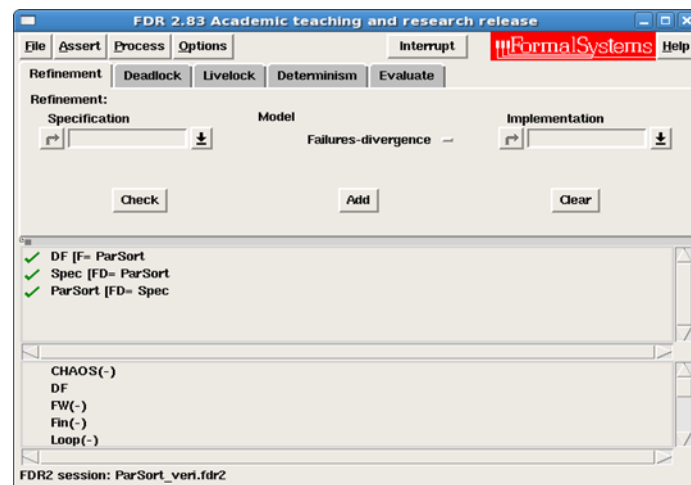 FDR 2.83 Academic teaching and research release
File Assert Process Options Interrupt FormalSystems Help
Refinement Deadlock Livelock Determinism Evaluate
Refinement:
Specification Model Implementation
Failures-divergence
Check Add Clear
DF [F= ParSort
Spec [FD= ParSort
ParSort [FD= Spec
CHAOS(-)
DF
FW(-)
Fin(-)
Loop(-)
FDR2 session: ParSort_veri.fdr2